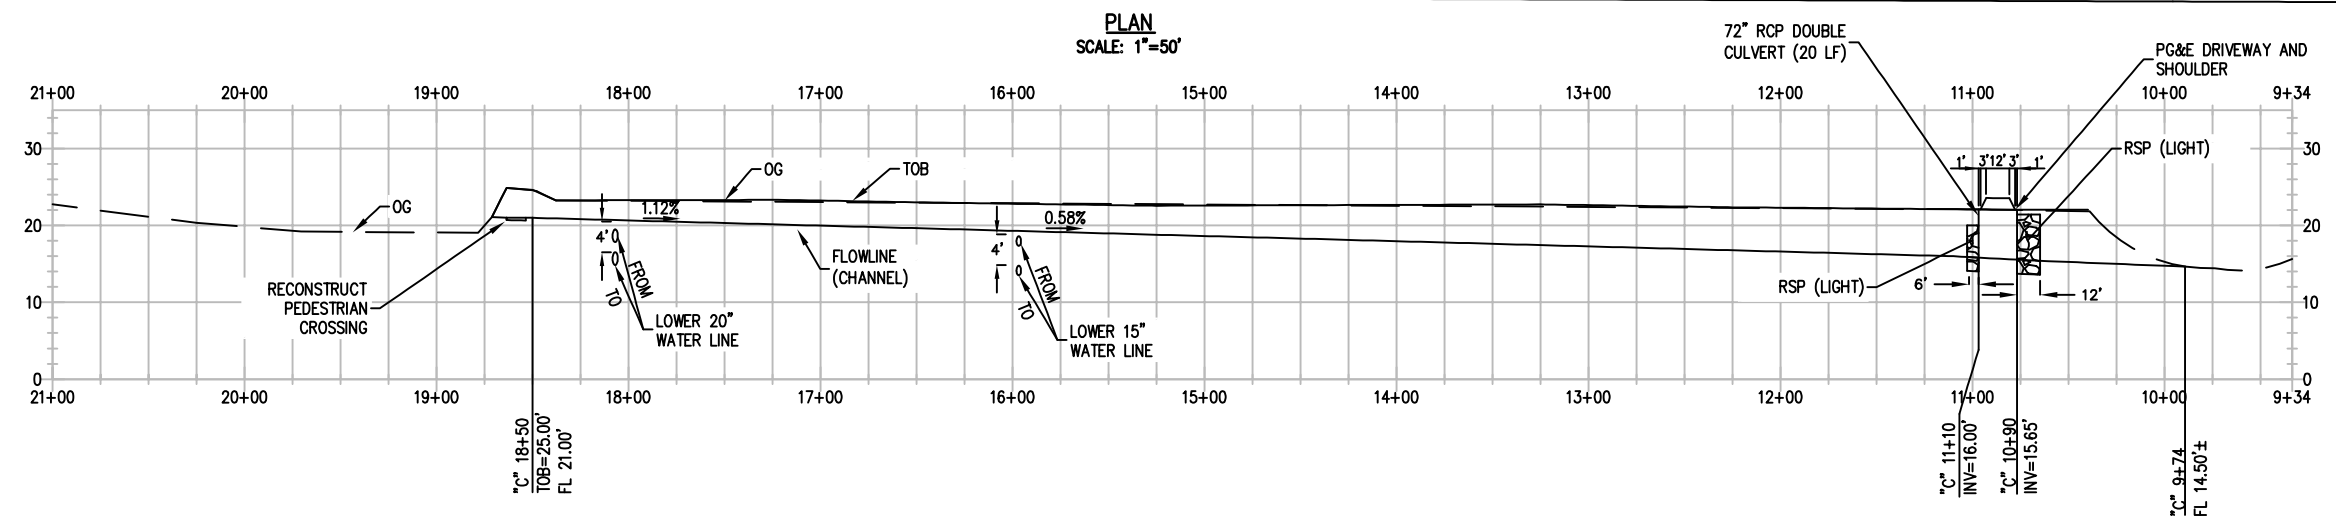 PLAN
SCALE: 1"=50'
72" RCP DOUBLE
CULVERT (20 LF)
PG&E DRIVEWAY AND
SHOULDER
21+00 20+00 19+00 18+00 17+00 16+00 15+00 14+00 13+00 12+00 11+00 10+00 9+34
30
20
10
0
30
20
10
0
OG
OG
TOB
1.12%
0.58%
4'
4'
FLOWLINE
(CHANNEL)
FROM
TO
FROM
TO
RECONSTRUCT
PEDESTRIAN
CROSSING
LOWER 20"
WATER LINE
LOWER 15"
WATER LINE
1' 3' 12' 3' 1'
RSP (LIGHT)
RSP (LIGHT)
6'
12'
21+00 20+00 19+00 18+00 17+00 16+00 15+00 14+00 13+00 12+00 11+00 10+00 9+34
"C" 18+50
TOB=25.00'
FL 21.00'
"C" 11+10
INV=16.00'
"C" 10+90
INV=15.65'
"C" 9+74
FL 14.50'±